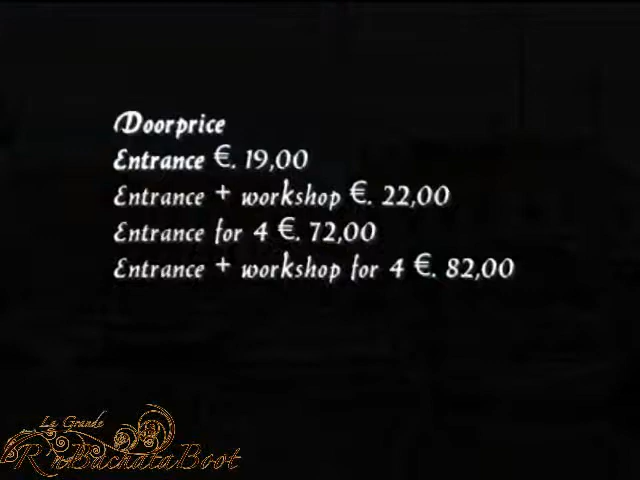 Doorprice
Entrance €. 19,00
Entrance + workshop €. 22,00
Entrance for 4 €. 72,00
Entrance + workshop for 4 €. 82,00
La Grande
R'nBachataBoot